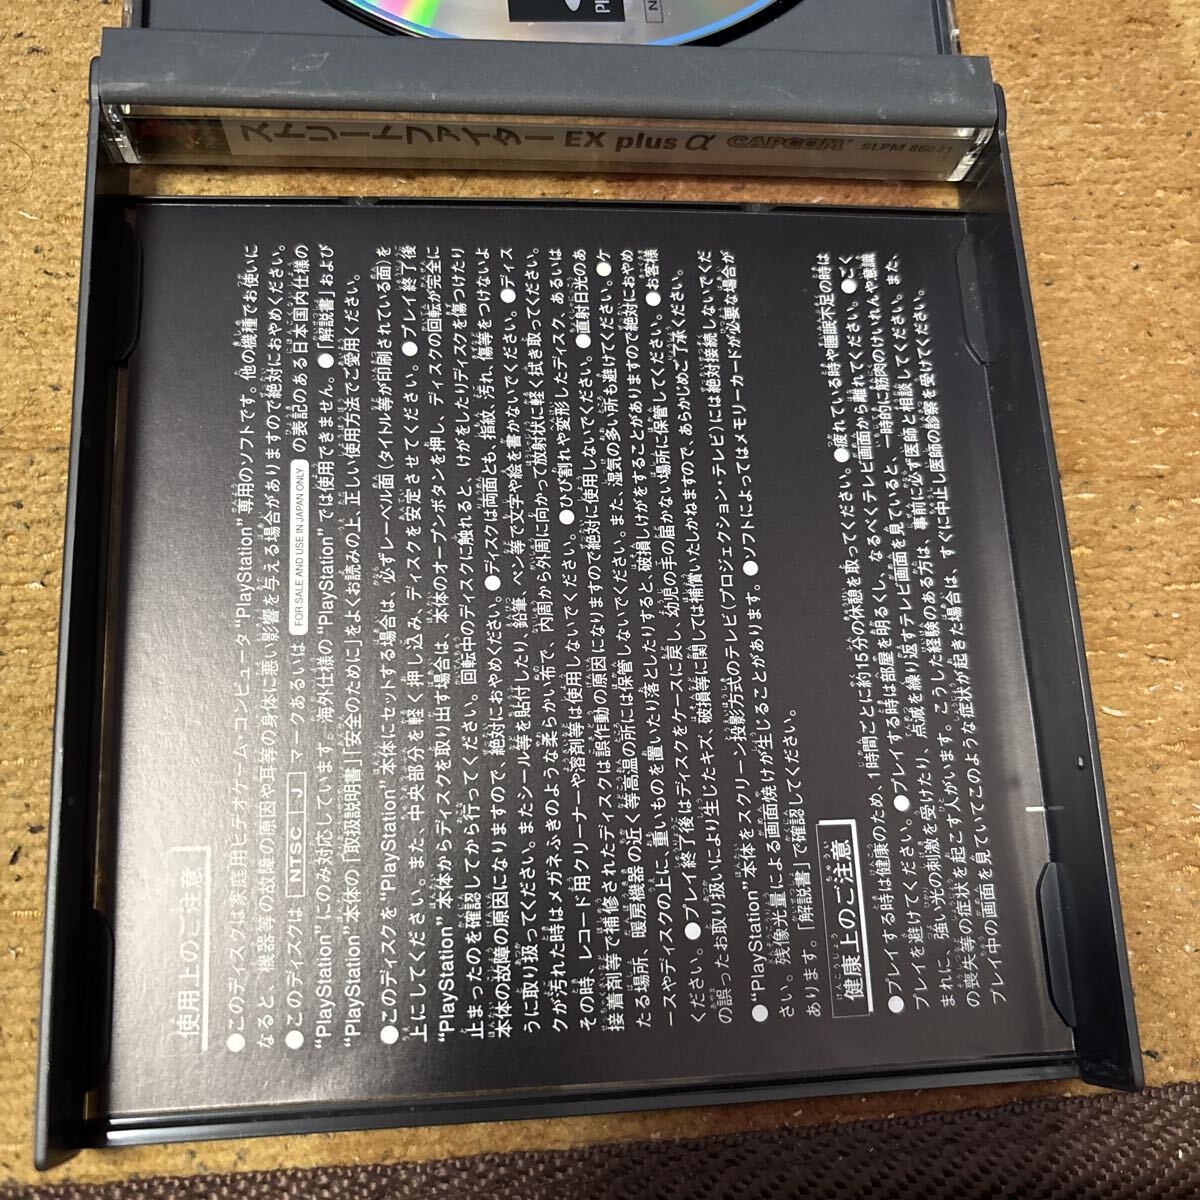 ストリートファイター EX plus α CAPCOM SLPM 86041
使用上のご注意
●このディスクは家庭用ビデオゲーム・コンピュータ“PlayStation”専用のソフトです。他の機種でお使いに
なると、機器等の故障の原因や耳等の身体に悪い影響を与える場合がありますので絶対におやめください。
●このディスクは NTSC J マークあるいは FOR SALE AND USE IN JAPAN ONLY の表記のある日本国内仕様の
“PlayStation”にのみ対応しています。海外仕様の“PlayStation”では使用できません。●「解説書」および
“PlayStation”本体の「取扱説明書」「安全のために」をよくお読みの上、正しい使用方法でご愛用ください。
●このディスクを“PlayStation”本体にセットする場合は、必ずレーベル面(タイトル等が印刷されている面)を
上にしてください。また、中央部分を軽く押し込み、ディスクを安定させてください。●プレイ終了後
“PlayStation”本体からディスクを取り出す場合は、本体のオープンボタンを押し、ディスクの回転が完全に
止まったのを確認してから行ってください。回転中のディスクに触れると、けがをしたりディスクを傷つけたり
本体の故障の原因になりますので、絶対におやめください。●ディスクは両面とも、指紋、汚れ、傷等をつけないよ
うに取り扱ってください。またシール等を貼付したり、鉛筆、ペン等で文字や絵を書かないでください。●ディス
クが汚れた時はメガネふきのような柔らかい布で、内周から外周に向かって放射状に軽く拭き取ってください。
その時、レコード用クリーナーや溶剤等は使用しないでください。●ひび割れや変形したディスク、あるいは
接着剤等で補修されたディスクは誤作動の原因になりますので絶対に使用しないでください。●直射日光のあ
たる場所、暖房機器の近く等高温の所には保管しないでください。また、湿気の多い所も避けてください。●ケ
ースやディスクの上に、重いものを置いたり落としたりすると、破損しけがをすることがありますので絶対におやめ
ください。●プレイ終了後はディスクをケースに戻し、幼児の手の届かない場所に保管してください。●お客様
の誤ったお取り扱いにより生じたキズ、破損等に関しては補償いたしかねますので、あらかじめご了承ください。
●“PlayStation”本体をスクリーン投影方式のテレビ(プロジェクション・テレビ)には絶対接続しないでくだ
さい。残像光量による画面焼けが生じることがあります。●ソフトによってはメモリーカードが必要な場合が
あります。「解説書」で確認してください。
健康上のご注意
●プレイする時は健康のため、1時間ごとに約15分の休憩を取ってください。●疲れている時や睡眠不足の時は
プレイを避けてください。●プレイする時は部屋を明るくし、なるべくテレビ画面から離れてください。●ごく
まれに、強い光の刺激を受けたり、点滅を繰り返すテレビ画面を見ていると、一時的に筋肉のけいれんや意識
の喪失等の症状を起こす人がいます。こうした経験のある方は、事前に必ず医師と相談してください。また、
プレイ中の画面を見ていてこのような症状が起きた場合は、すぐに中止し医師の診察を受けてください。